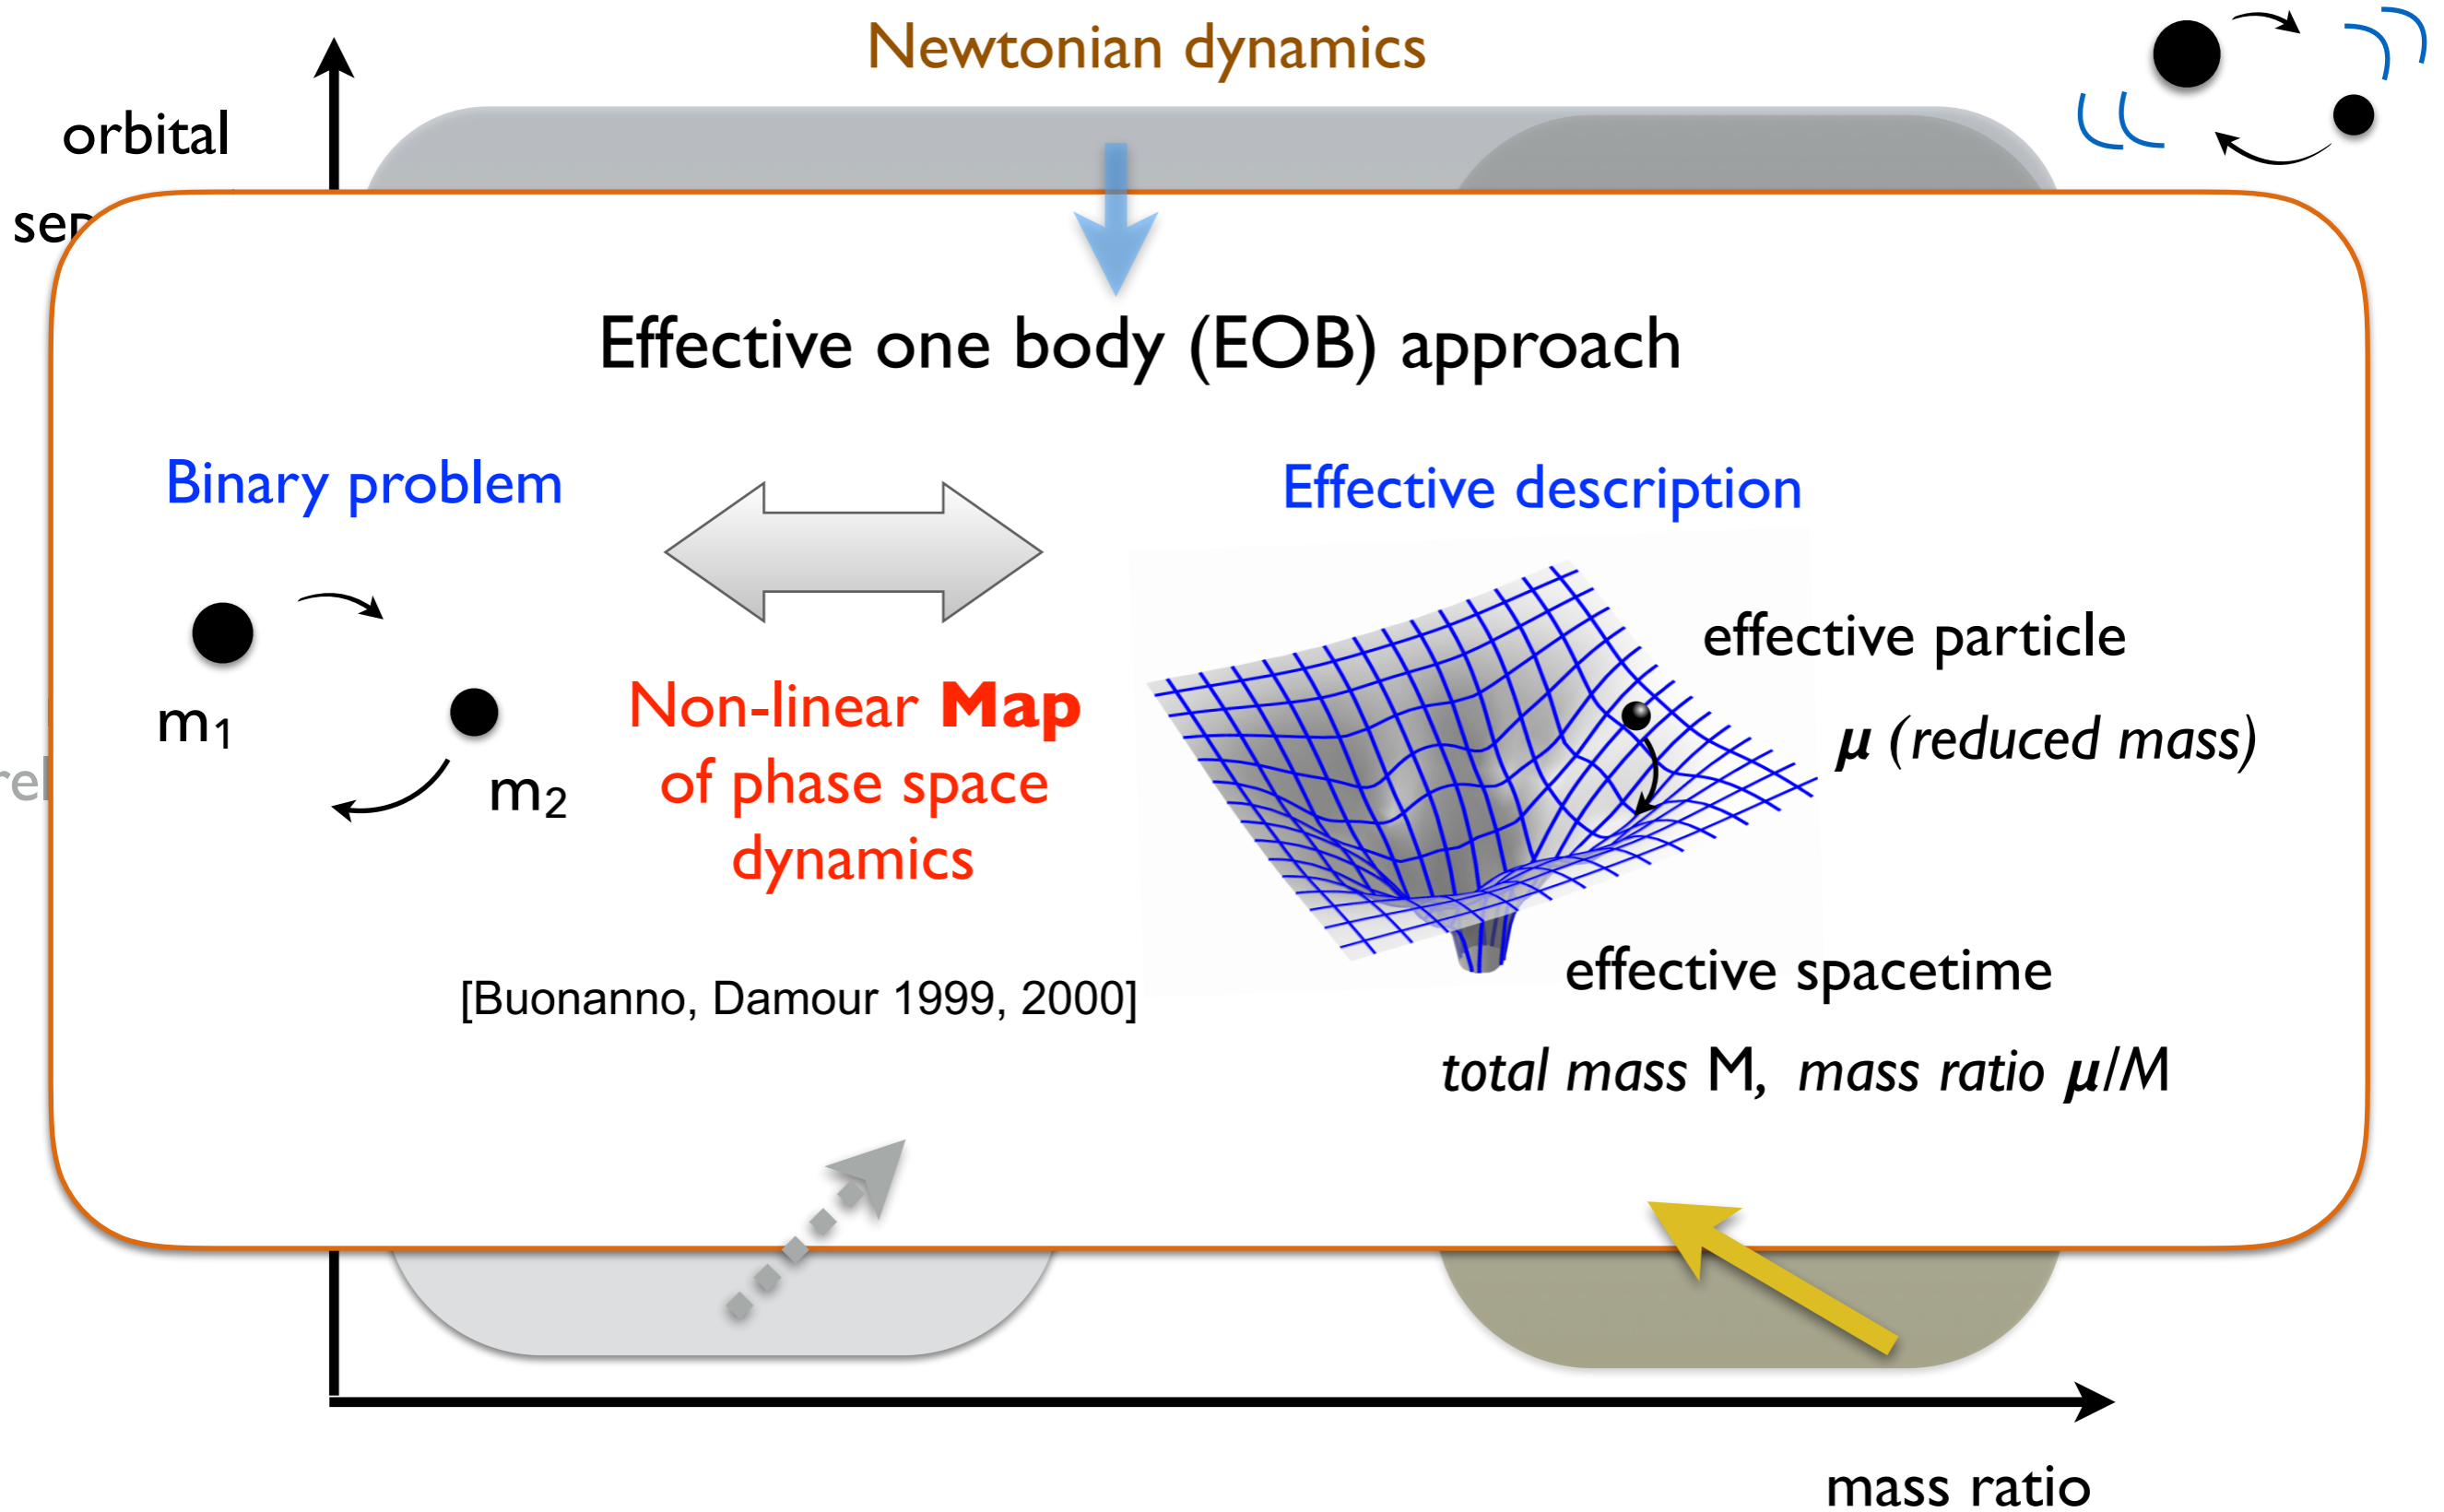 Newtonian dynamics
orbital
Effective one body (EOB) approach
Binary problem
Effective description
effective particle
m1
μ (reduced mass)
Non-linear Map
of phase space
dynamics
m2
effective spacetime
[Buonanno, Damour 1999, 2000]
total mass M, mass ratio μ/M
mass ratio